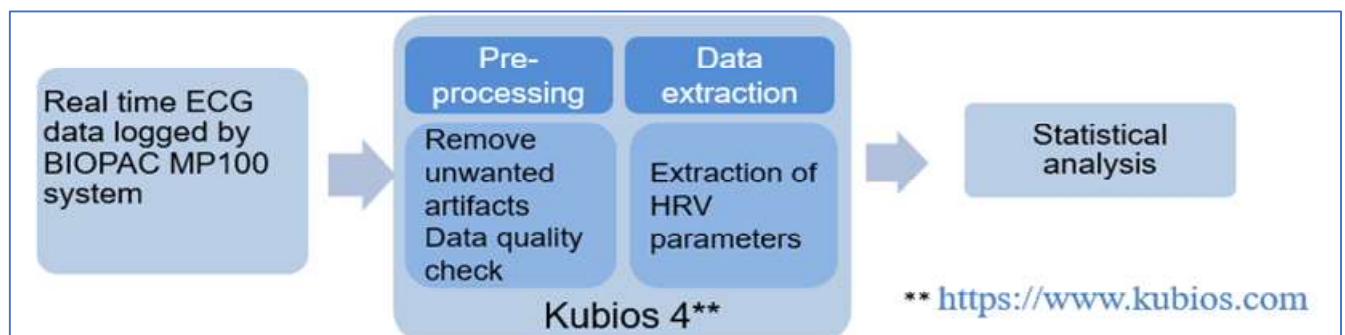 Real time ECG
data logged by
BIOPAC MP100
system
Pre-
processing
Remove
unwanted
artifacts
Data quality
check
Data
extraction
Extraction of
HRV
parameters
Kubios 4**
Statistical
analysis
** https://www.kubios.com